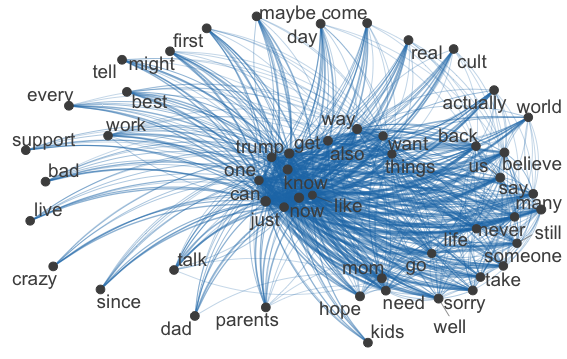 maybe come
first
day
real
might
cult
tell
every
best
actually
world
work
way
support
trump
get
also
want
back
bad
one
things
us
believe
know
can
say
live
just
now
like
many
never
still
life
someone
talk
mom
go
crazy
take
since
hope
need
sorry
dad
parents
well
kids